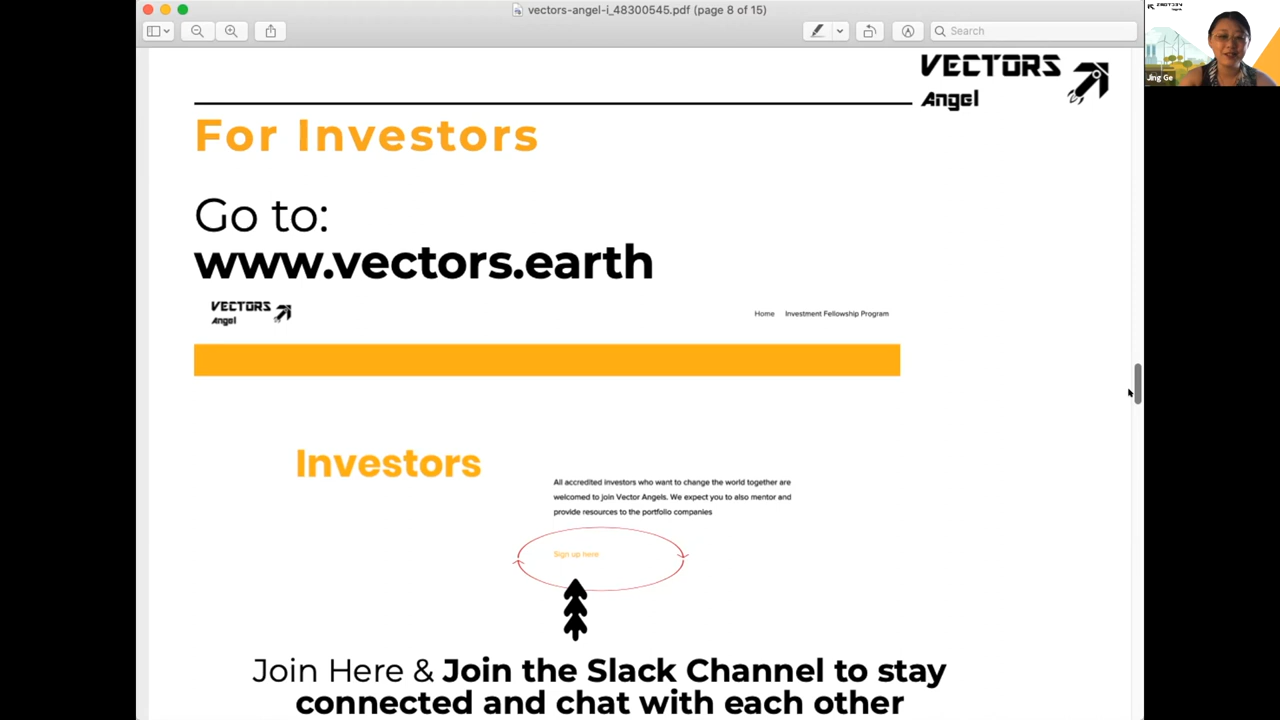 vectors-angel-i_48300545.pdf (page 8 of 15)
Search
VECTORS
Angel
For Investors
Go to:
www.vectors.earth
VECTORS
Angel
Home Investment Fellowship Program
Investors
All accredited investors who want to change the world together are
welcomed to join Vector Angels. We expect you to also mentor and
provide resources to the portfolio companies
Sign up here
Join Here & Join the Slack Channel to stay
connected and chat with each other
Jing Ge